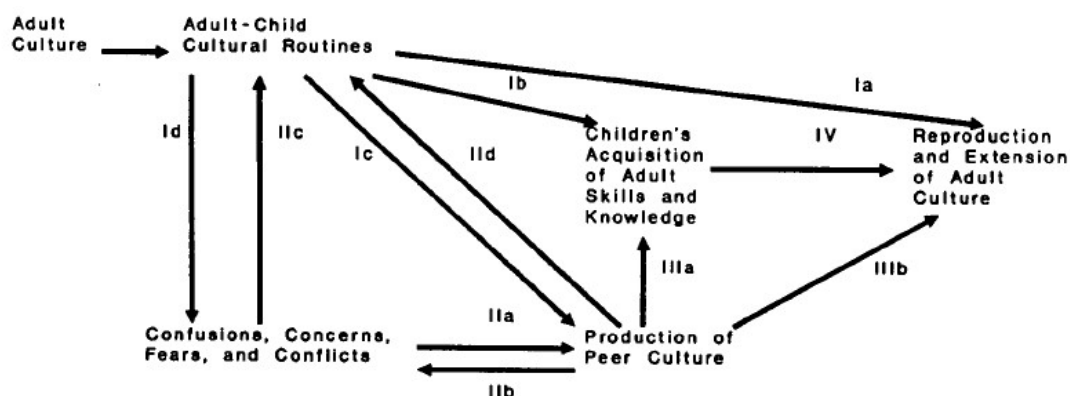 Adult
Culture
Adult-Child
Cultural Routines
Ia
Ib
Id
IIc
Ic
IId
Children's
Acquisition
of Adult
Skills and
Knowledge
IV
Reproduction
and Extension
of Adult
Culture
IIIa
IIIb
Confusions, Concerns,
Fears, and Conflicts
IIa
IIb
Production of
Peer Culture